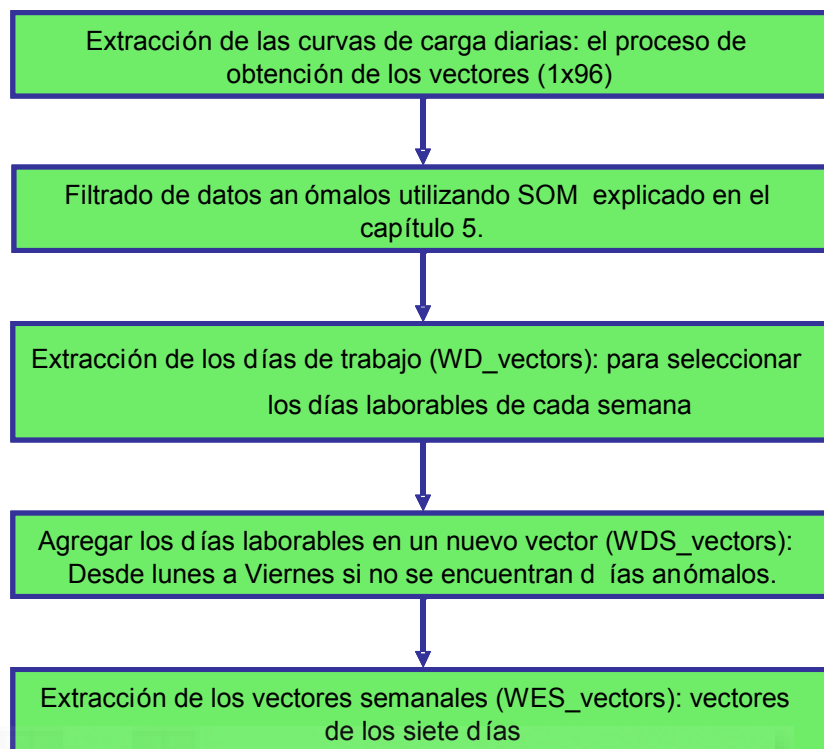 Extracción de las curvas de carga diarias: el proceso de
obtención de los vectores (1x96)
Filtrado de datos an ómalos utilizando SOM explicado en el
capítulo 5.
Extracción de los días de trabajo (WD_vectors): para seleccionar
los días laborables de cada semana
Agregar los d ías laborables en un nuevo vector (WDS_vectors):
Desde lunes a Viernes si no se encuentran d ías anómalos.
Extracción de los vectores semanales (WES_vectors): vectores
de los siete d ías